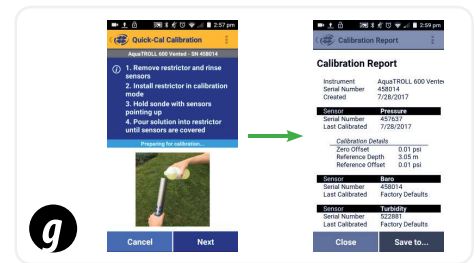 2:57 pm
Quick-Cal Calibration
AquaTROLL 600 Vented - SN 458014
1. Remove restrictor and rinse
sensors
2. Install restrictor in calibration
mode
3. Hold sonde with sensors
pointing up
4. Pour solution into restrictor
until sensors are covered
Preparing for calibration...
Cancel Next
g
2:59 pm
Calibration Report
Calibration Report
Instrument AquaTROLL 600 Vente
Serial Number 458014
Created 7/28/2017
Sensor Pressure
Serial Number 457637
Last Calibrated 7/28/2017
Calibration Details
Zero Offset 0.01 psi
Reference Depth 3.05 m
Reference Offset 0.01 psi
Sensor Baro
Serial Number 458014
Last Calibrated Factory Defaults
Sensor Turbidity
Serial Number 522881
Last Calibrated Factory Defaults
Close Save to...